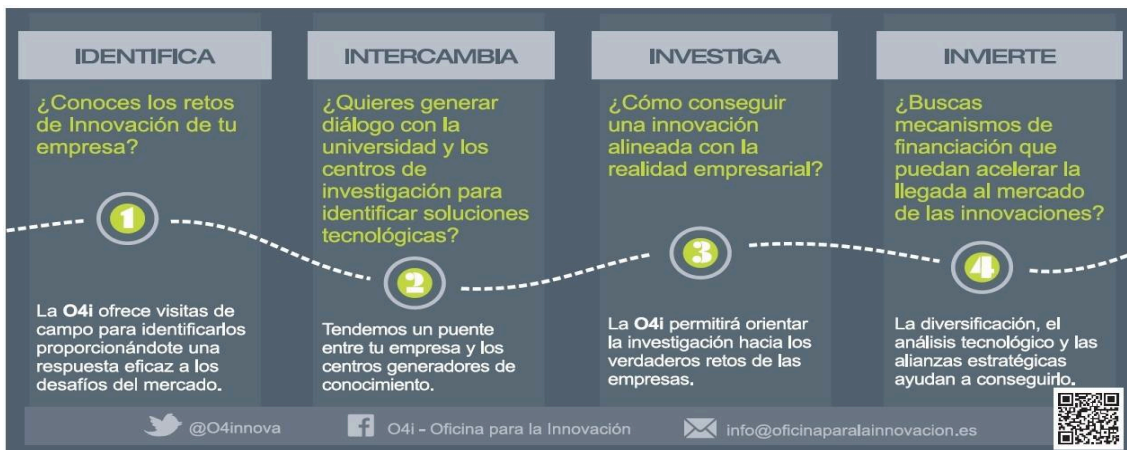 IDENTIFICA
¿Conoces los retos
de Innovación de tu
empresa?
1
La O4i ofrece visitas de
campo para identificarlos
proporcionándote una
respuesta eficaz a los
desafíos del mercado.
INTERCAMBIA
¿Quieres generar
diálogo con la
universidad y los
centros de
investigación para
identificar soluciones
tecnológicas?
2
Tendemos un puente
entre tu empresa y los
centros generadores de
conocimiento.
INVESTIGA
¿Cómo conseguir
una innovación
alineada con la
realidad empresarial?
3
La O4i permitirá orientar
la investigación hacia los
verdaderos retos de las
empresas.
INVIERTE
¿Buscas
mecanismos de
financiación que
puedan acelerar la
llegada al mercado
de las innovaciones?
4
La diversificación, el
análisis tecnológico y las
alianzas estratégicas
ayudan a conseguirlo.
@O4innova
O4i - Oficina para la Innovación
info@oficinaparalainnovacion.es